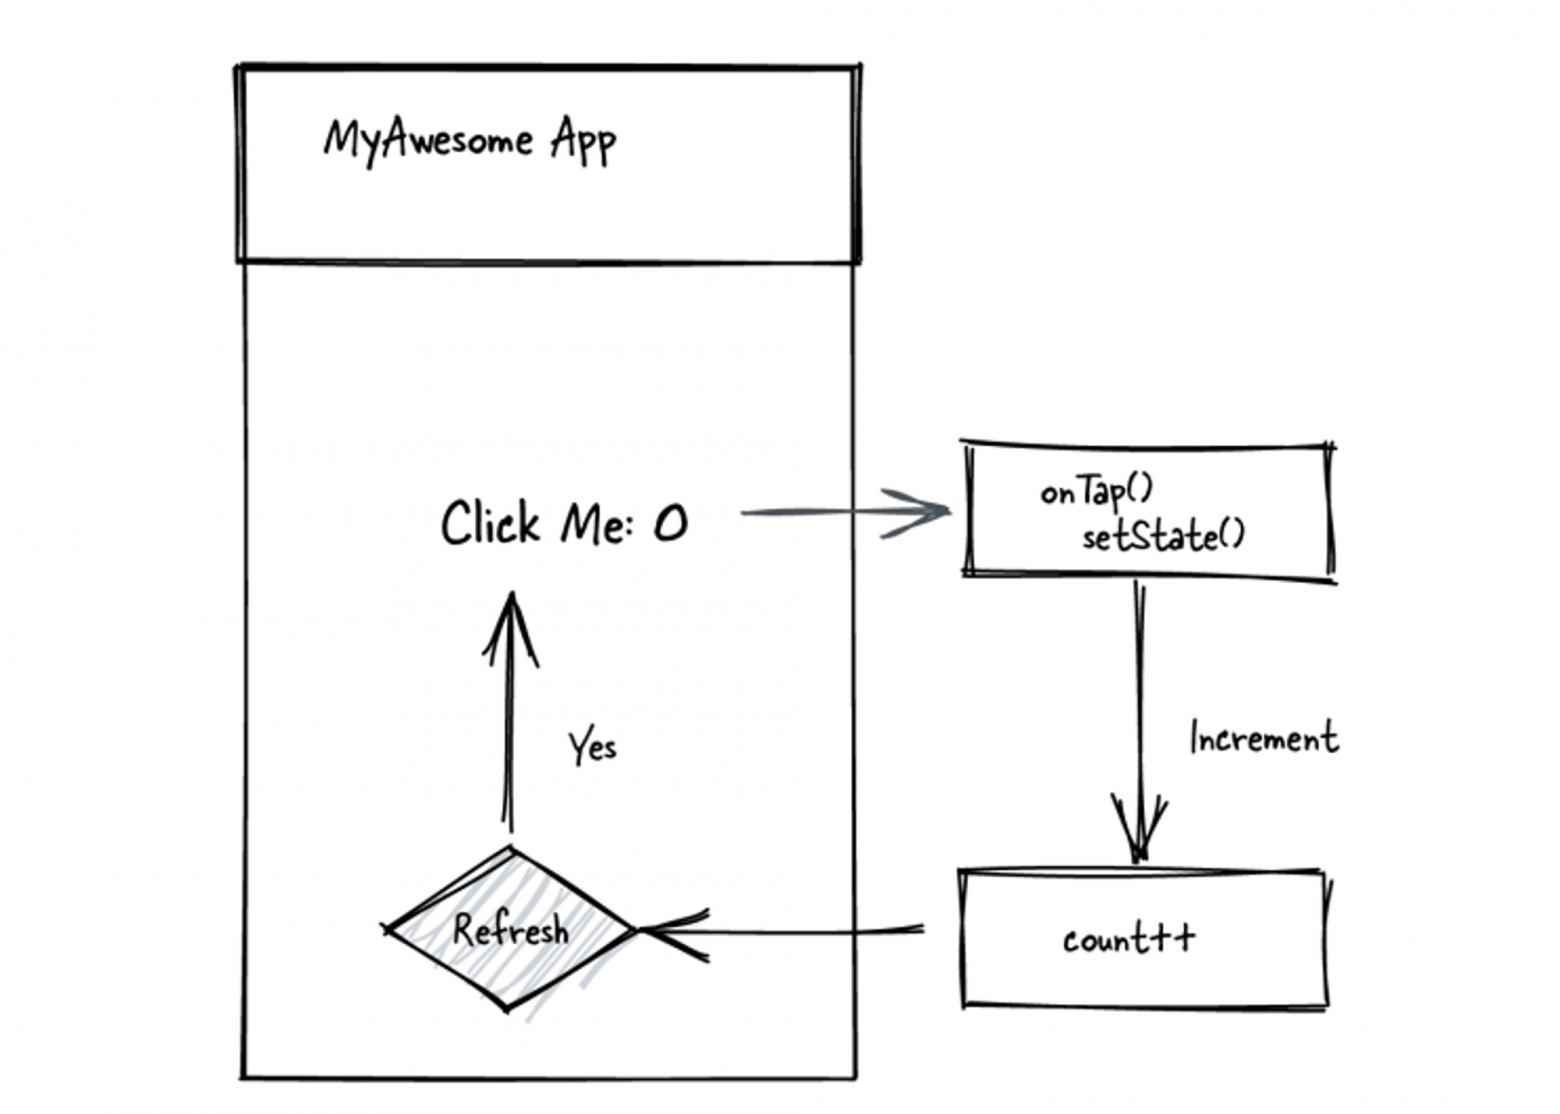 MyAwesome App
Click Me: 0
onTap()
setState()
Yes
Increment
Refresh
count++